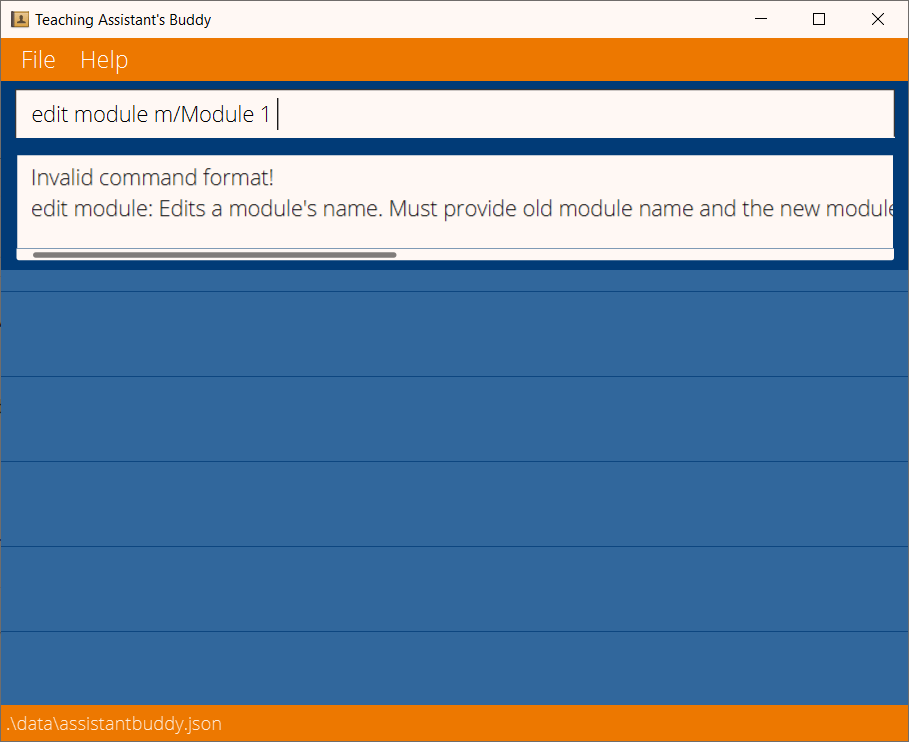 Teaching Assistant's Buddy
File Help
edit module m/Module 1
Invalid command format!
edit module: Edits a module's name. Must provide old module name and the new module
.\data\assistantbuddy.json